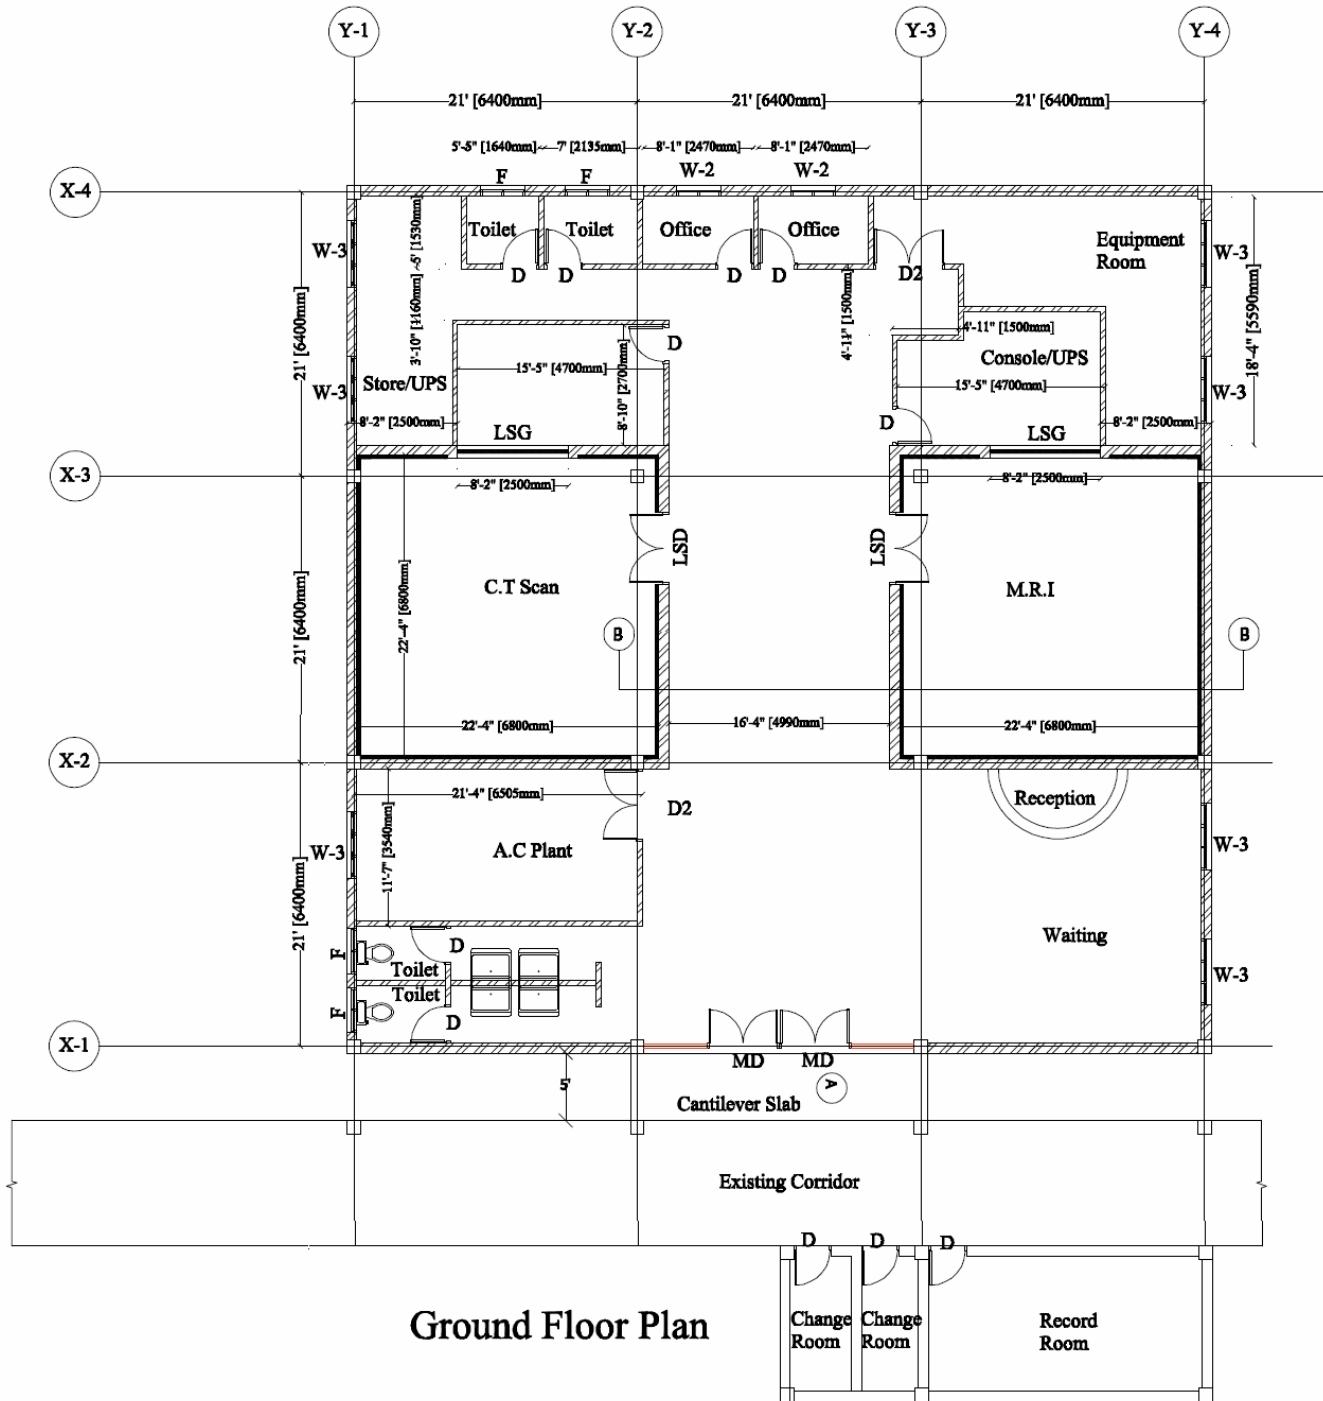 Y-1 Y-2 Y-3 Y-4
21' [6400mm] 21' [6400mm] 21' [6400mm]
5'-5" [1640mm] 7' [2135mm] 8'-1" [2470mm] 8'-1" [2470mm]
F F W-2 W-2
X-4
Toilet Toilet Office Office
W-3
5' [1530mm]
Equipment
Room
W-3
D D D D D2
21' [6400mm]
3'-10" [1160mm]
4'-11" [1500mm]
4'-11" [1500mm]
18'-4" [5590mm]
D
Console/UPS
15'-5" [4700mm]
8'-10" [2700mm]
W-3
Store/UPS
15'-5" [4700mm]
W-3
8'-2" [2500mm]
D
8'-2" [2500mm]
LSG LSG
X-3
8'-2" [2500mm] 8'-2" [2500mm]
LSD LSD
C.T Scan M.R.I
21' [6400mm]
22'-4" [6800mm]
B B
22'-4" [6800mm] 16'-4" [4990mm] 22'-4" [6800mm]
X-2
21'-4" [6505mm]
D2
Reception
A.C Plant
W-3
11'-7" [3540mm]
W-3
21' [6400mm]
Waiting
F
D
Toilet
W-3
Toilet
F
D
X-1
MD MD
5'
A
Cantilever Slab
Existing Corridor
D D D
Ground Floor Plan
Change
Room
Change
Room
Record
Room